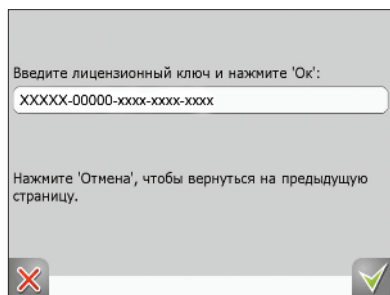 Введите лицензионный ключ и нажмите 'Ок':
XXXXX-00000-xxxx-xxxx-xxxx
Нажмите 'Отмена', чтобы вернуться на предыдущую
страницу.